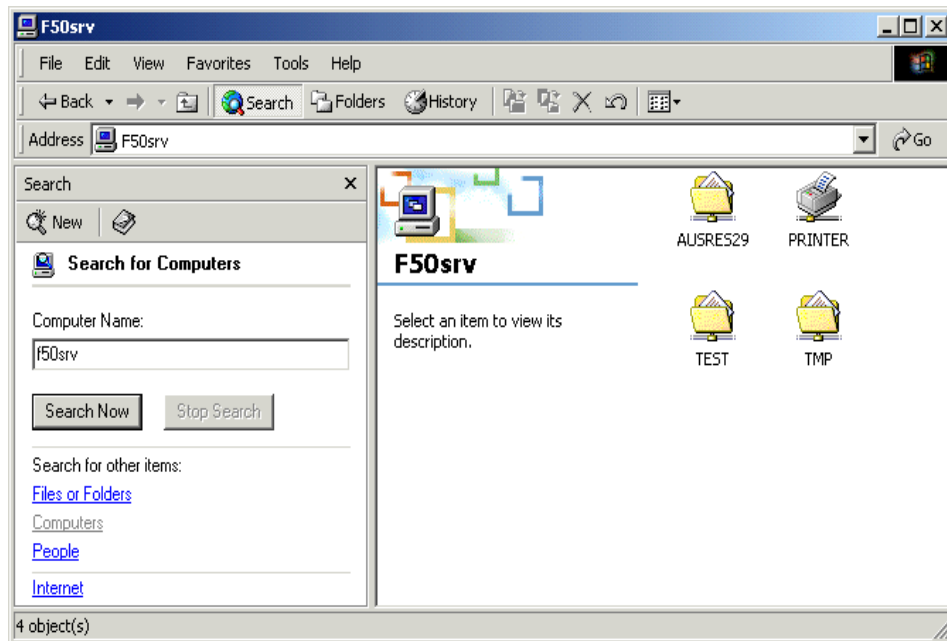 F50srv
File Edit View Favorites Tools Help
Back Search Folders History
Address F50srv Go
Search
New
Search for Computers
Computer Name:
f50srv
Search Now Stop Search
Search for other items:
Files or Folders
Computers
People
Internet
F50srv
Select an item to view its
description.
AUSRES29 PRINTER
TEST TMP
4 object(s)